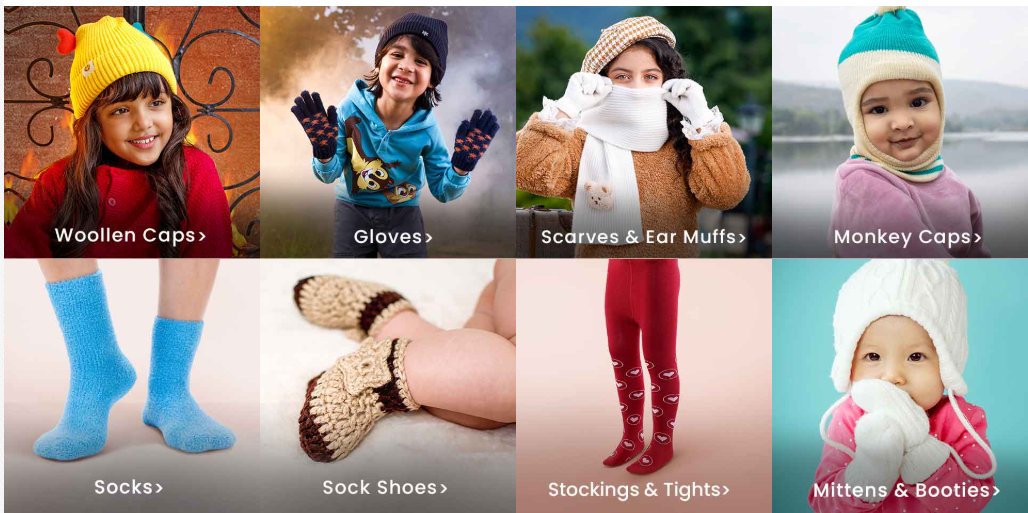 Woollen Caps>
Gloves>
Scarves & Ear Muffs>
Monkey Caps>
Socks>
Sock Shoes>
Stockings & Tights>
Mittens & Booties>